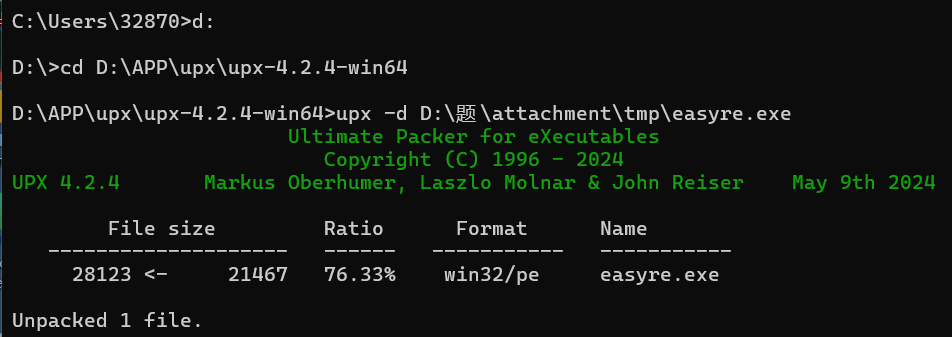 C:\Users\32870>d:
D:\>cd D:\APP\upx\upx-4.2.4-win64
D:\APP\upx\upx-4.2.4-win64>upx -d D:\题\attachment\tmp\easyre.exe
Ultimate Packer for eXecutables
Copyright (C) 1996 - 2024
UPX 4.2.4 Markus Oberhumer, Laszlo Molnar & John Reiser May 9th 2024
File size Ratio Format Name
-------------------- ------ ----------- -----------
28123 <- 21467 76.33% win32/pe easyre.exe
Unpacked 1 file.